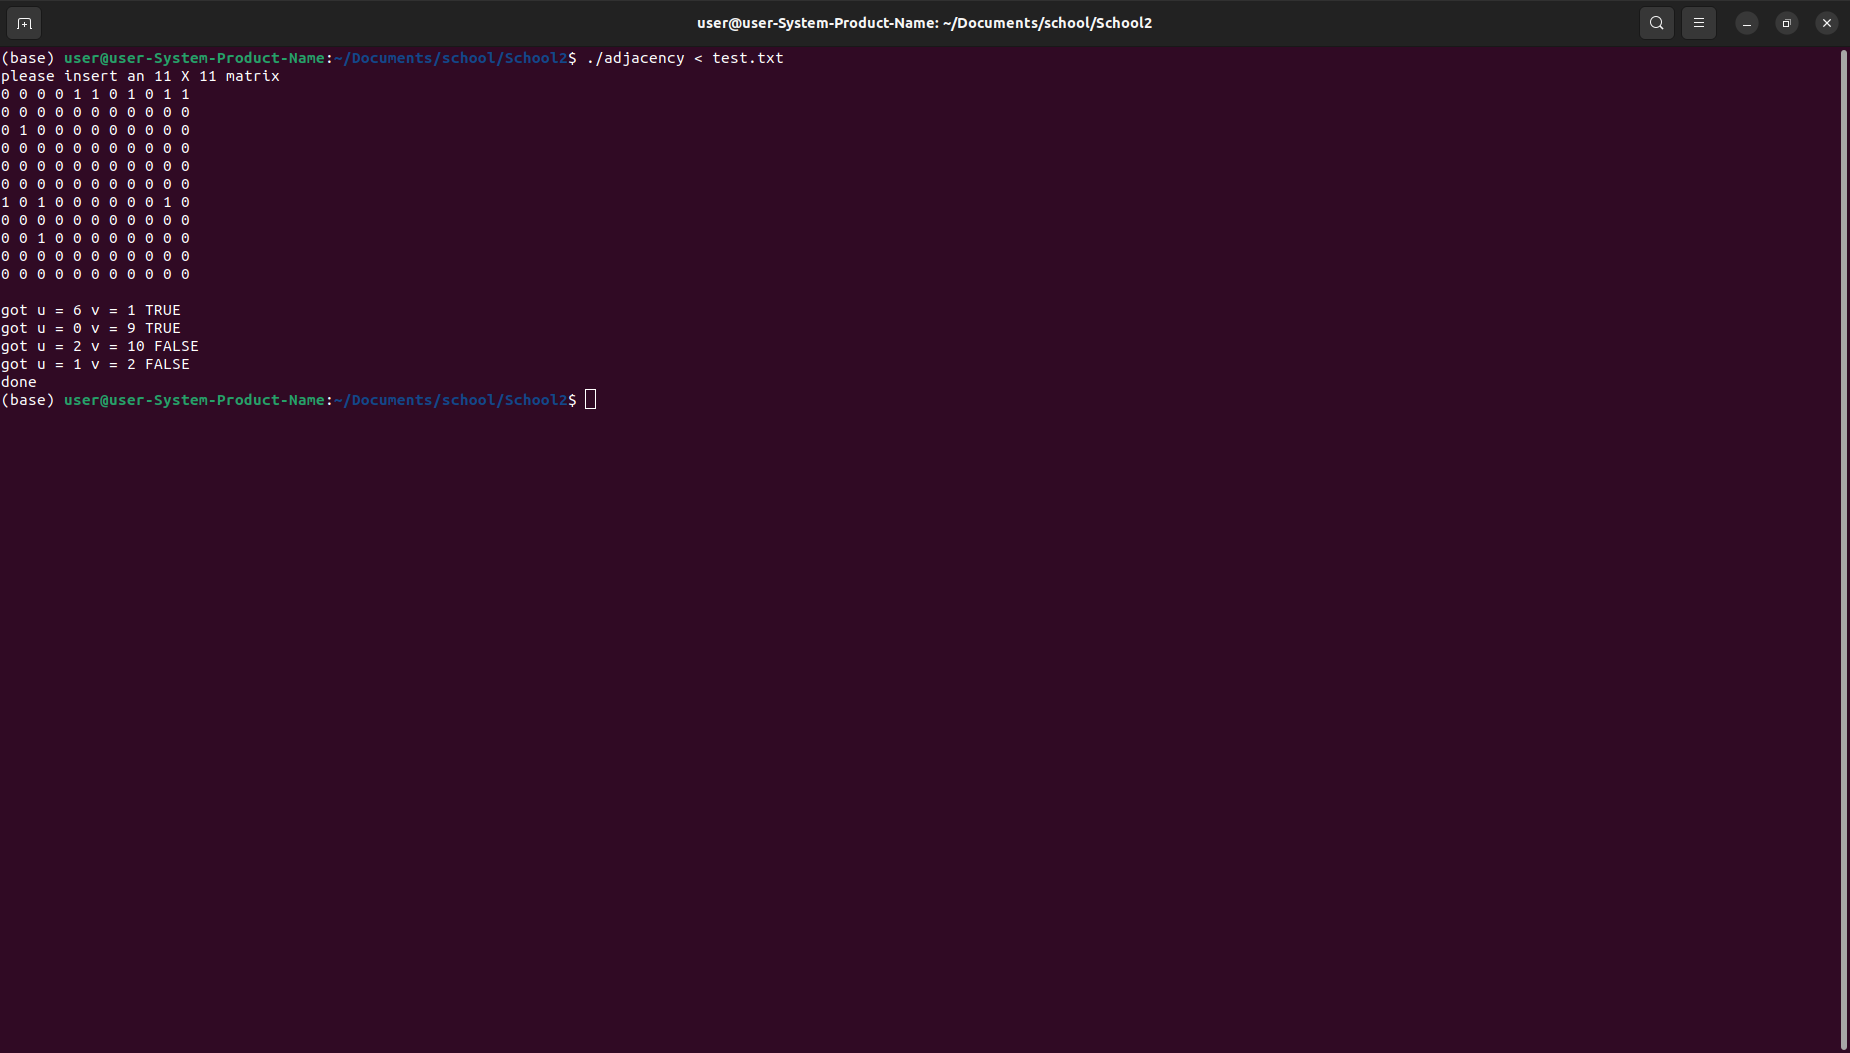 user@user-System-Product-Name: ~/Documents/school/School2
(base) user@user-System-Product-Name:~/Documents/school/School2$ ./adjacency < test.txt
please insert an 11 X 11 matrix
0 0 0 0 1 1 0 1 0 1 1
0 0 0 0 0 0 0 0 0 0 0
0 1 0 0 0 0 0 0 0 0 0
0 0 0 0 0 0 0 0 0 0 0
0 0 0 0 0 0 0 0 0 0 0
0 0 0 0 0 0 0 0 0 0 0
1 0 1 0 0 0 0 0 0 1 0
0 0 0 0 0 0 0 0 0 0 0
0 0 1 0 0 0 0 0 0 0 0
0 0 0 0 0 0 0 0 0 0 0
0 0 0 0 0 0 0 0 0 0 0
got u = 6 v = 1 TRUE
got u = 0 v = 9 TRUE
got u = 2 v = 10 FALSE
got u = 1 v = 2 FALSE
done
(base) user@user-System-Product-Name:~/Documents/school/School2$